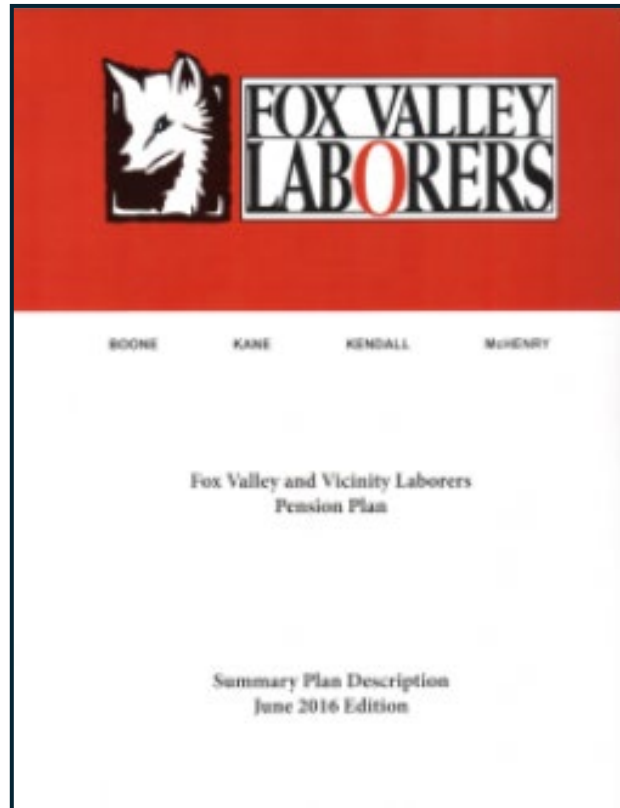 FOX VALLEY
LABORERS
BOONE KANE KENDALL McHENRY
Fox Valley and Vicinity Laborers
Pension Plan
Summary Plan Description
June 2016 Edition